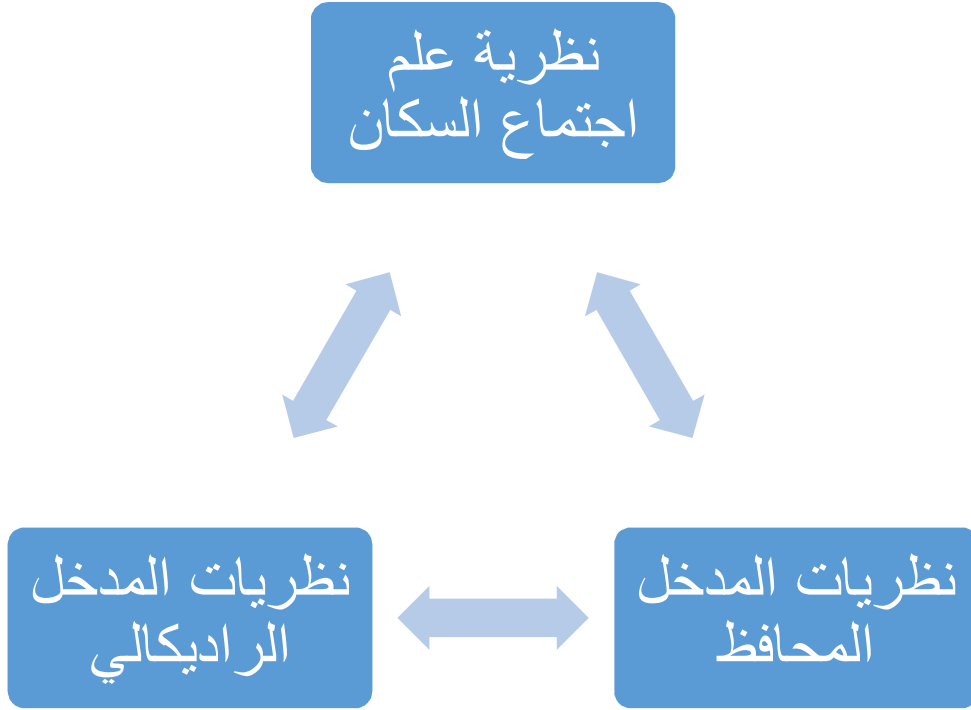 نظرية علم
اجتماع السكان
نظريات المدخل
المحافظ
نظريات المدخل
الراديكالي